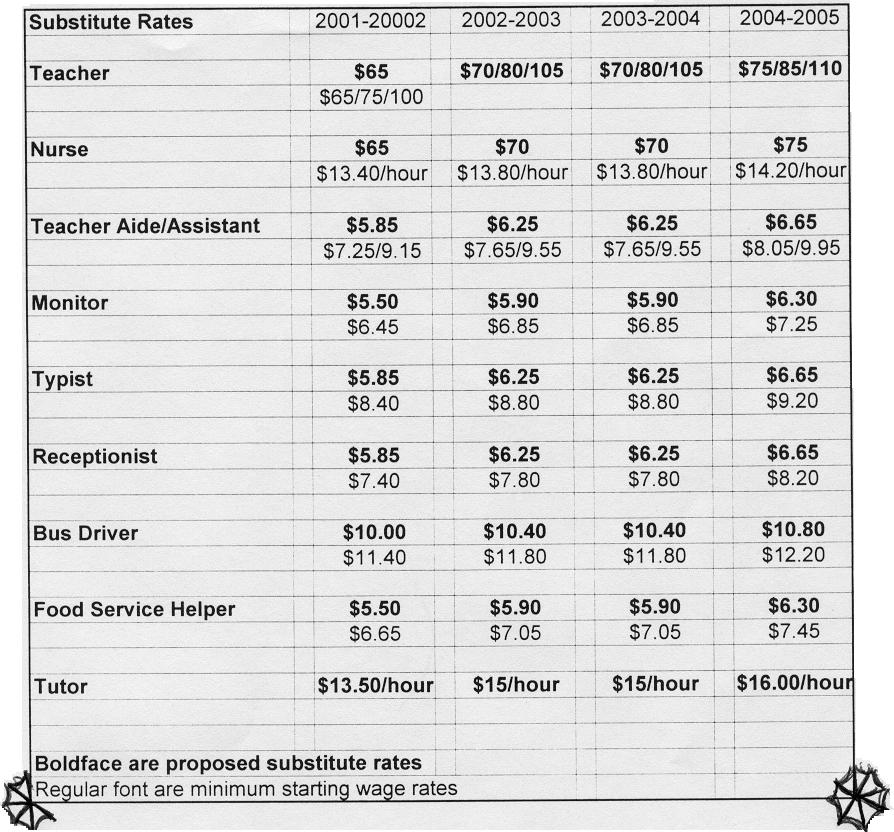 Substitute Rates 2001-20002 2002-2003 2003-2004 2004-2005
Teacher $65 $70/80/105 $70/80/105 $75/85/110
$65/75/100
Nurse $65 $70 $70 $75
$13.40/hour $13.80/hour $13.80/hour $14.20/hour
Teacher Aide/Assistant $5.85 $6.25 $6.25 $6.65
$7.25/9.15 $7.65/9.55 $7.65/9.55 $8.05/9.95
Monitor $5.50 $5.90 $5.90 $6.30
$6.45 $6.85 $6.85 $7.25
Typist $5.85 $6.25 $6.25 $6.65
$8.40 $8.80 $8.80 $9.20
Receptionist $5.85 $6.25 $6.25 $6.65
$7.40 $7.80 $7.80 $8.20
Bus Driver $10.00 $10.40 $10.40 $10.80
$11.40 $11.80 $11.80 $12.20
Food Service Helper $5.50 $5.90 $5.90 $6.30
$6.65 $7.05 $7.05 $7.45
Tutor $13.50/hour $15/hour $15/hour $16.00/hour
Boldface are proposed substitute rates
Regular font are minimum starting wage rates